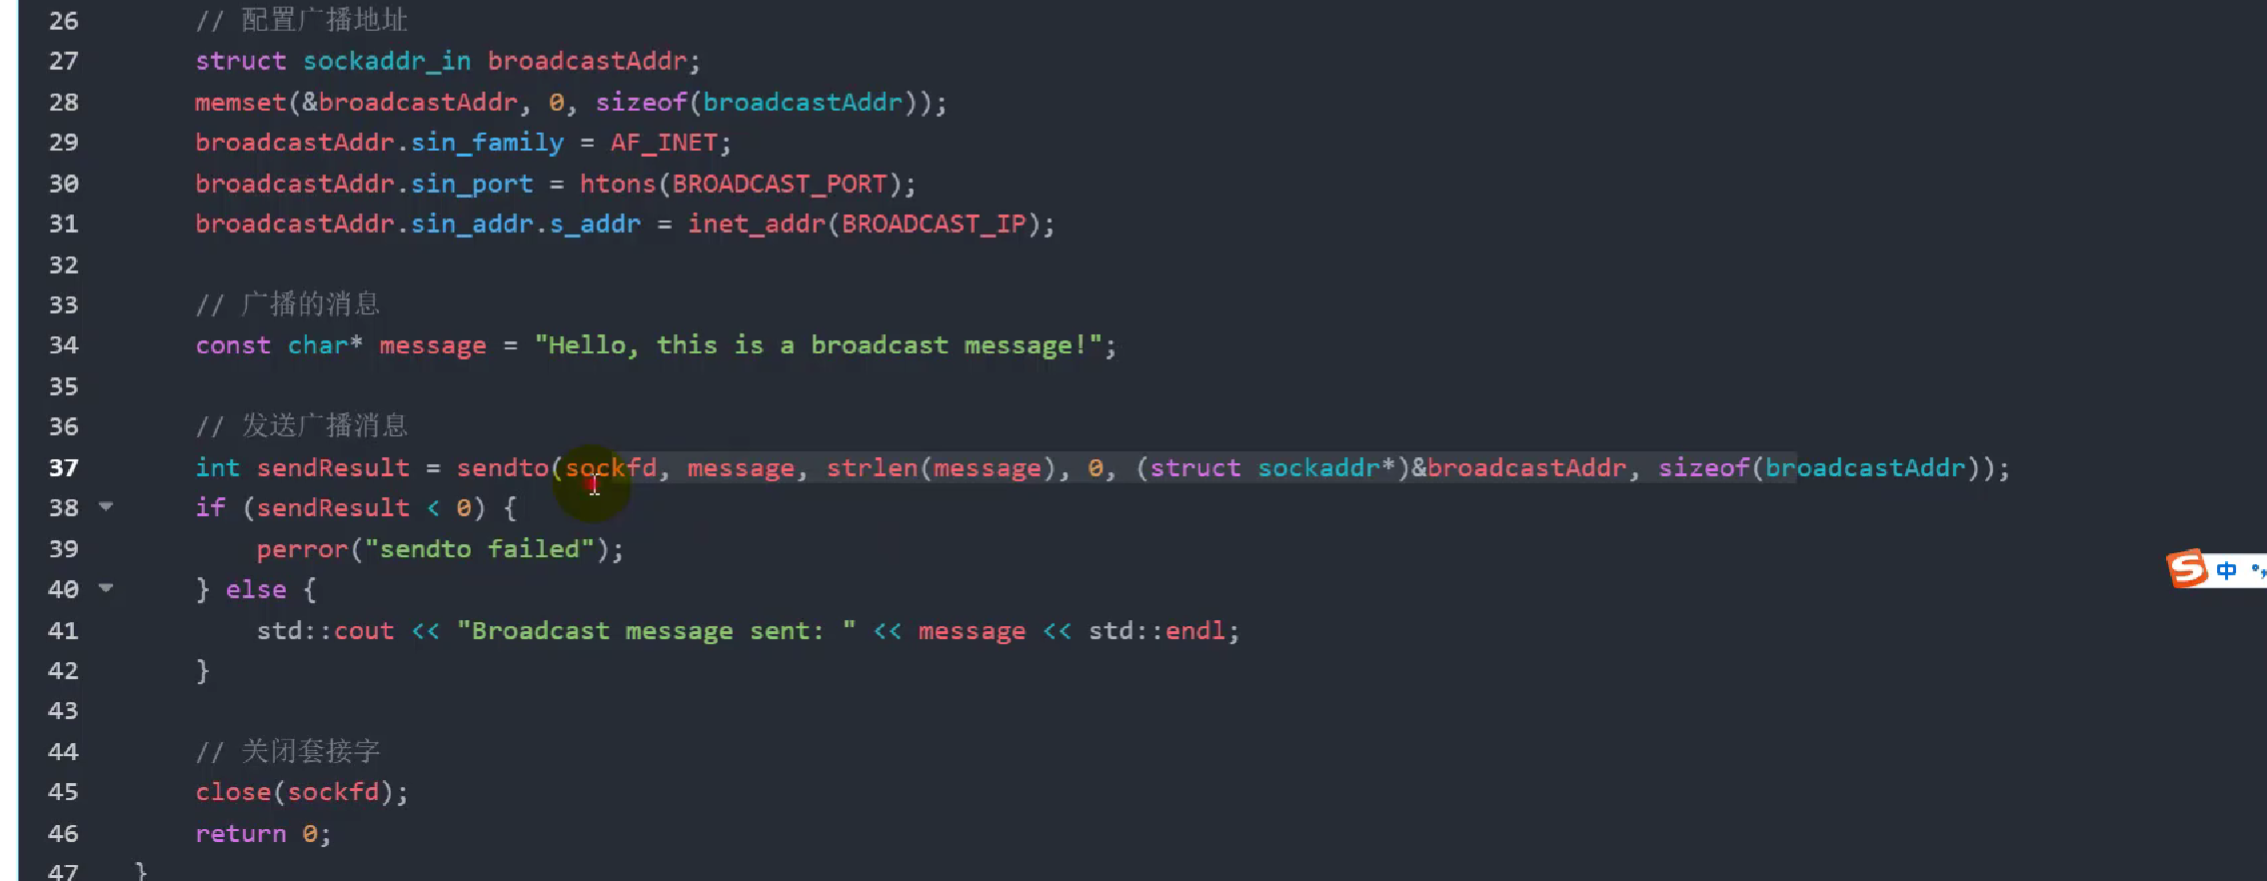 26 // 配置广播地址
27 struct sockaddr_in broadcastAddr;
28 memset(&broadcastAddr, 0, sizeof(broadcastAddr));
29 broadcastAddr.sin_family = AF_INET;
30 broadcastAddr.sin_port = htons(BROADCAST_PORT);
31 broadcastAddr.sin_addr.s_addr = inet_addr(BROADCAST_IP);
32
33 // 广播的消息
34 const char* message = "Hello, this is a broadcast message!";
35
36 // 发送广播消息
37 int sendResult = sendto(sockfd, message, strlen(message), 0, (struct sockaddr*)&broadcastAddr, sizeof(broadcastAddr));
38 if (sendResult < 0) {
39 perror("sendto failed");
40 } else {
41 std::cout << "Broadcast message sent: " << message << std::endl;
42 }
43
44 // 关闭套接字
45 close(sockfd);
46 return 0;
47 }
S 中